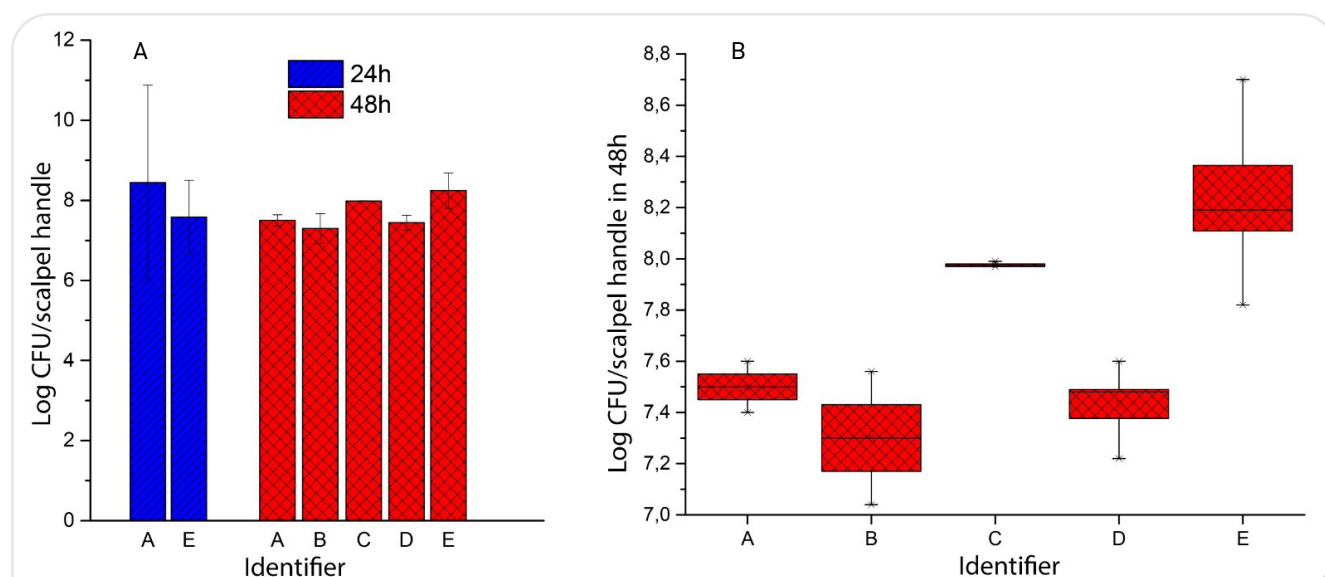 A
24h
48h
12
10
8
6
4
2
0
Log CFU/scalpel handle
A E A B C D E
Identifier
B
8,8
8,6
8,4
8,2
8,0
7,8
7,6
7,4
7,2
7,0
Log CFU/scalpel handle in 48h
A B C D E
Identifier